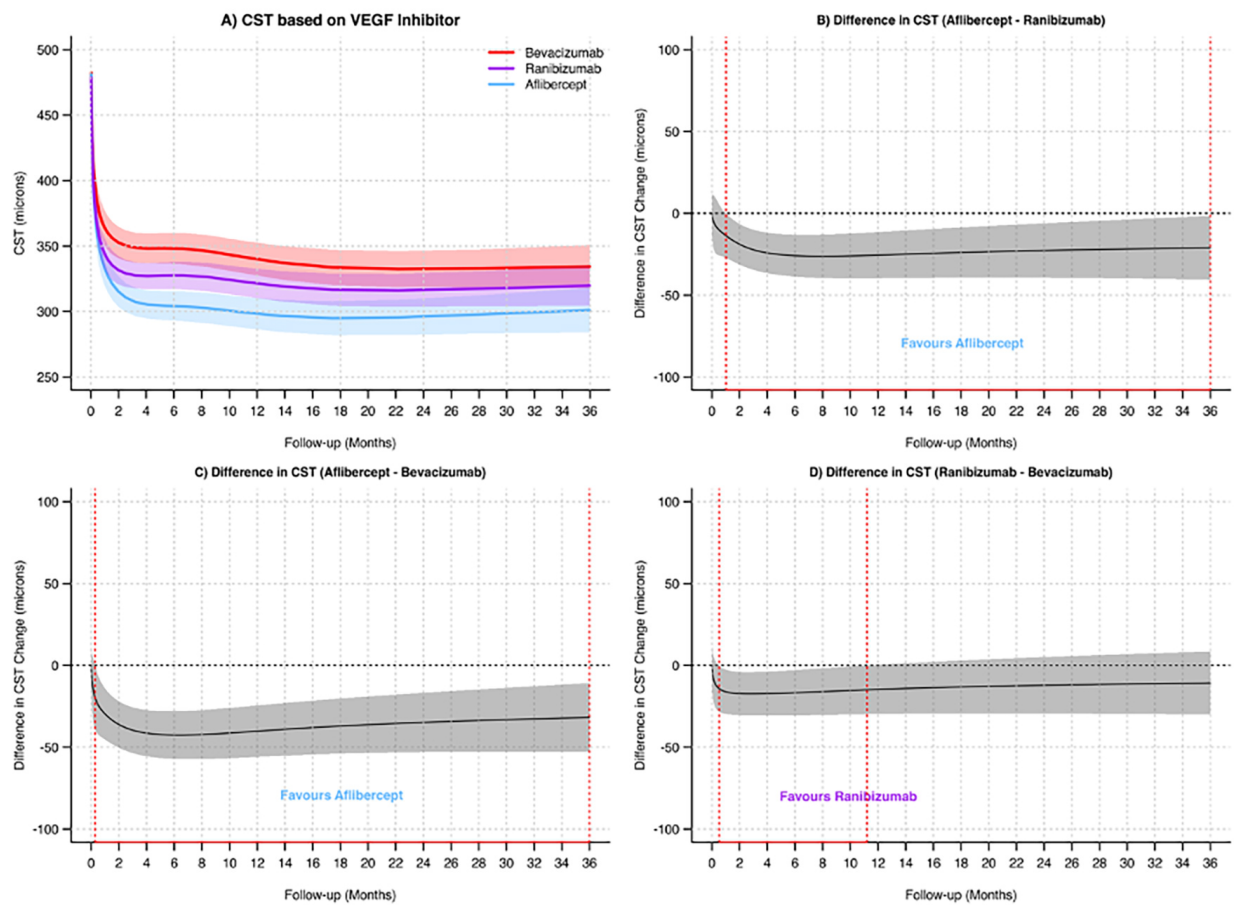 A) CST based on VEGF Inhibitor
500
450
400
350
300
250
CST (microns)
Bevacizumab
Ranibizumab
Aflibercept
0 2 4 6 8 10 12 14 16 18 20 22 24 26 28 30 32 34 36
Follow-up (Months)
B) Difference in CST (Aflibercept - Ranibizumab)
100
50
0
-50
-100
Difference in CST Change (microns)
Favours Aflibercept
0 2 4 6 8 10 12 14 16 18 20 22 24 26 28 30 32 34 36
Follow-up (Months)
C) Difference in CST (Aflibercept - Bevacizumab)
100
50
0
-50
-100
Difference in CST Change (microns)
Favours Aflibercept
0 2 4 6 8 10 12 14 16 18 20 22 24 26 28 30 32 34 36
Follow-up (Months)
D) Difference in CST (Ranibizumab - Bevacizumab)
100
50
0
-50
-100
Difference in CST Change (microns)
Favours Ranibizumab
0 2 4 6 8 10 12 14 16 18 20 22 24 26 28 30 32 34 36
Follow-up (Months)